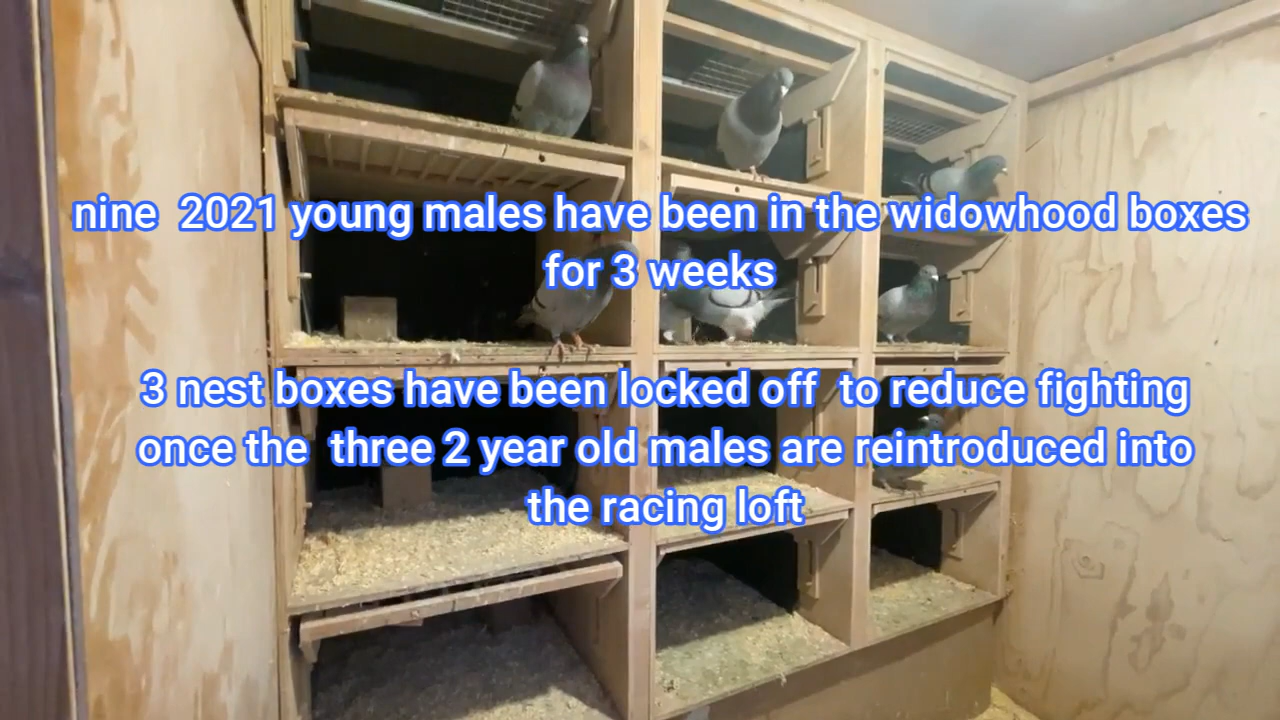 nine  2021 young males have been in the widowhood boxes
for 3 weeks
3 nest boxes have been locked off  to reduce fighting
once the  three 2 year old males are reintroduced into
the racing loft